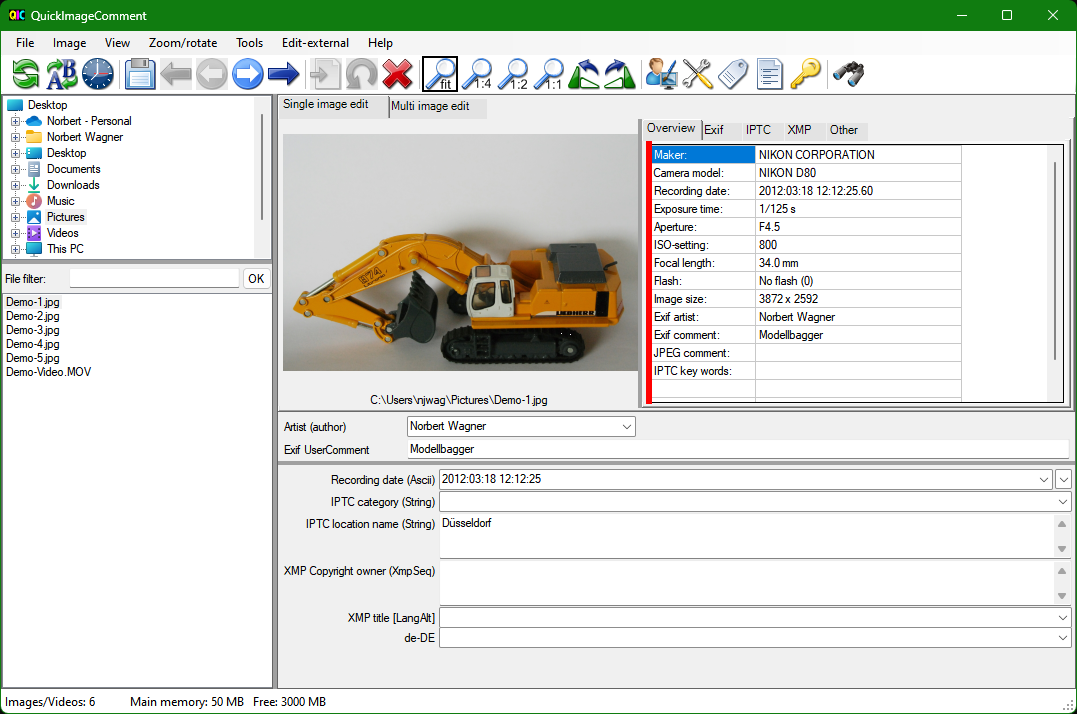 QIC QuickImageComment
File Image View Zoom/rotate Tools Edit-external Help
A B fit 1:4 1:2 1:1
Desktop
Norbert - Personal
Norbert Wagner
Desktop
Documents
Downloads
Music
Pictures
Videos
This PC
File filter: OK
Demo-1.jpg
Demo-2.jpg
Demo-3.jpg
Demo-4.jpg
Demo-5.jpg
Demo-Video.MOV
Single image edit Multi image edit
974
LIEBHERR
C:\Users\njwag\Pictures\Demo-1.jpg
Overview Exif IPTC XMP Other
Maker: NIKON CORPORATION
Camera model: NIKON D80
Recording date: 2012:03:18 12:12:25.60
Exposure time: 1/125 s
Aperture: F4.5
ISO-setting: 800
Focal length: 34.0 mm
Flash: No flash (0)
Image size: 3872 x 2592
Exif artist: Norbert Wagner
Exif comment: Modellbagger
JPEG comment:
IPTC key words:
Artist (author) Norbert Wagner
Exif UserComment Modellbagger
Recording date (Ascii) 2012:03:18 12:12:25
IPTC category (String)
IPTC location name (String) Düsseldorf
XMP Copyright owner (XmpSeq)
XMP title [LangAlt]
de-DE
Images/Videos: 6 Main memory: 50 MB Free: 3000 MB